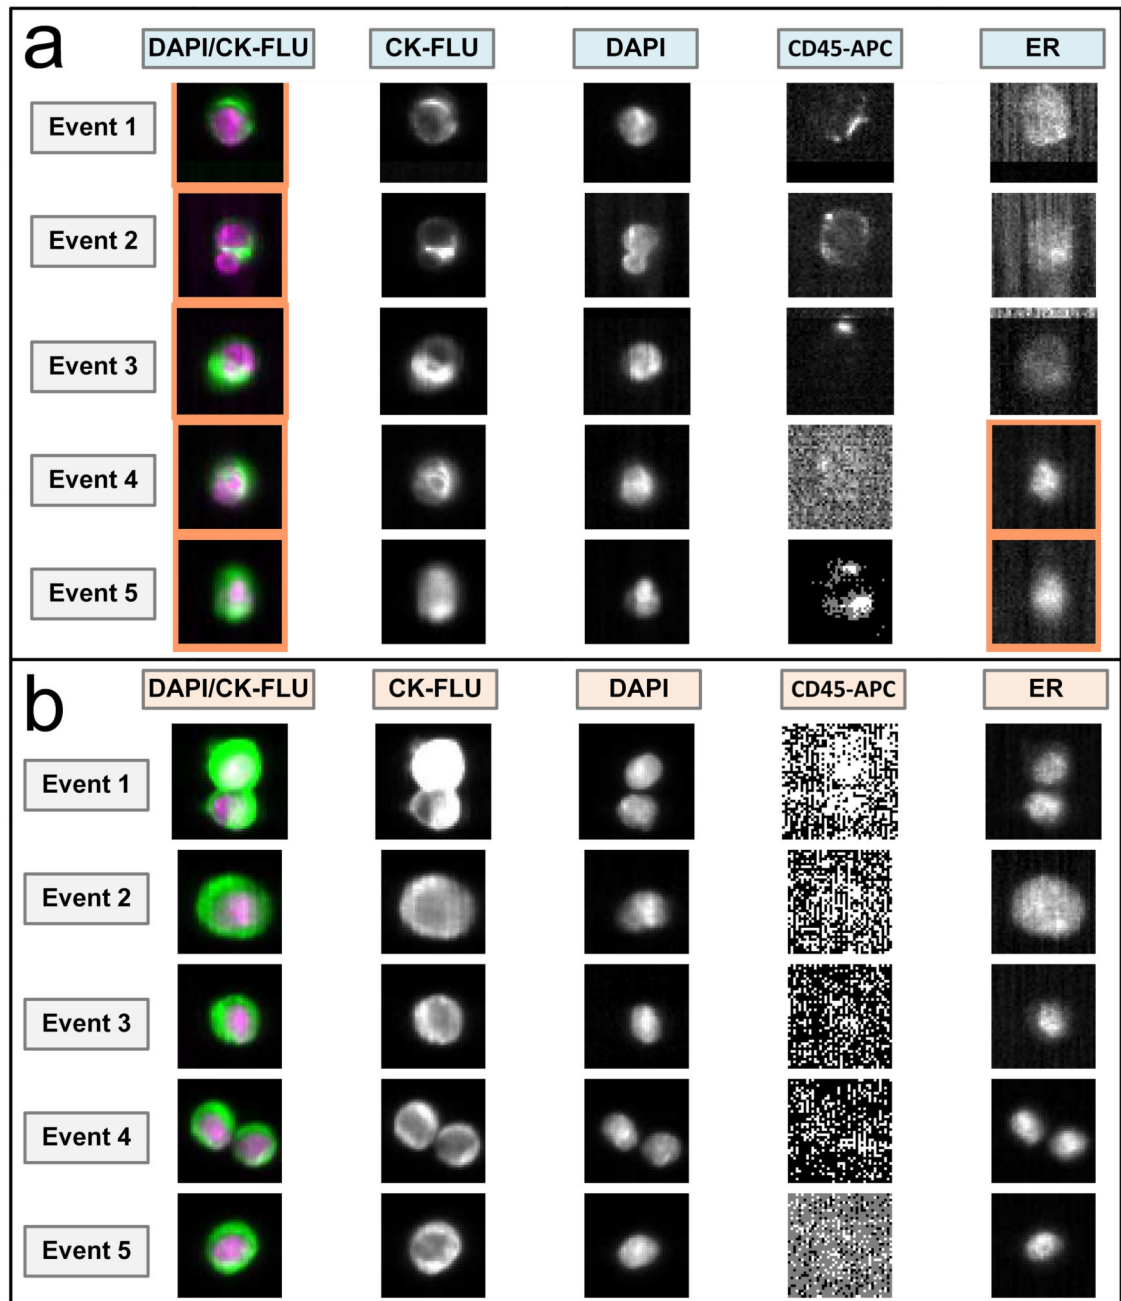 a
DAPI/CK-FLU CK-FLU DAPI CD45-APC ER
Event 1
Event 2
Event 3
Event 4
Event 5
b
DAPI/CK-FLU CK-FLU DAPI CD45-APC ER
Event 1
Event 2
Event 3
Event 4
Event 5